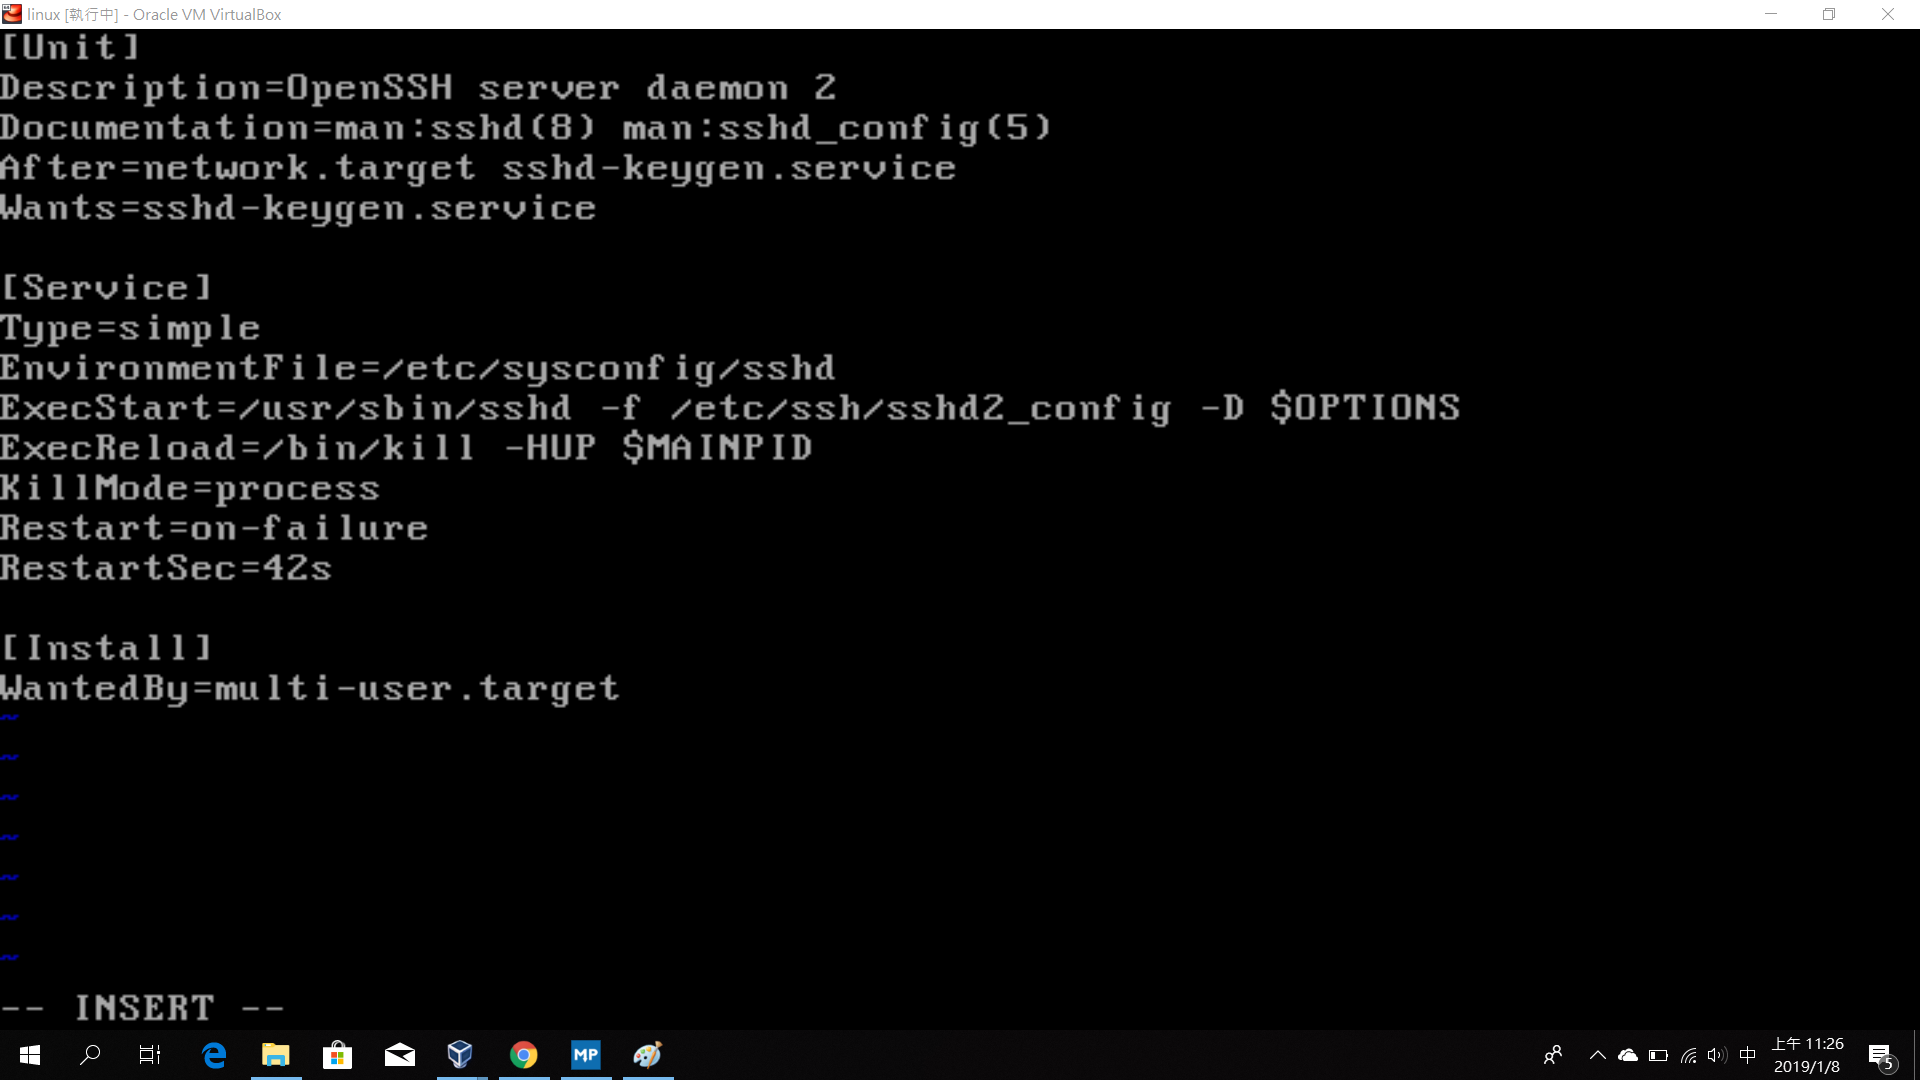 linux [執行中] - Oracle VM VirtualBox
[Unit]
Description=OpenSSH server daemon 2
Documentation=man:sshd(8) man:sshd_config(5)
After=network.target sshd-keygen.service
Wants=sshd-keygen.service
[Service]
Type=simple
EnvironmentFile=/etc/sysconfig/sshd
ExecStart=/usr/sbin/sshd -f /etc/ssh/sshd2_config -D $OPTIONS
ExecReload=/bin/kill -HUP $MAINPID
KillMode=process
Restart=on-failure
RestartSec=42s
[Install]
WantedBy=multi-user.target
~
~
~
~
~
~
~
-- INSERT --
MP
中
上午 11:26
2019/1/8
5